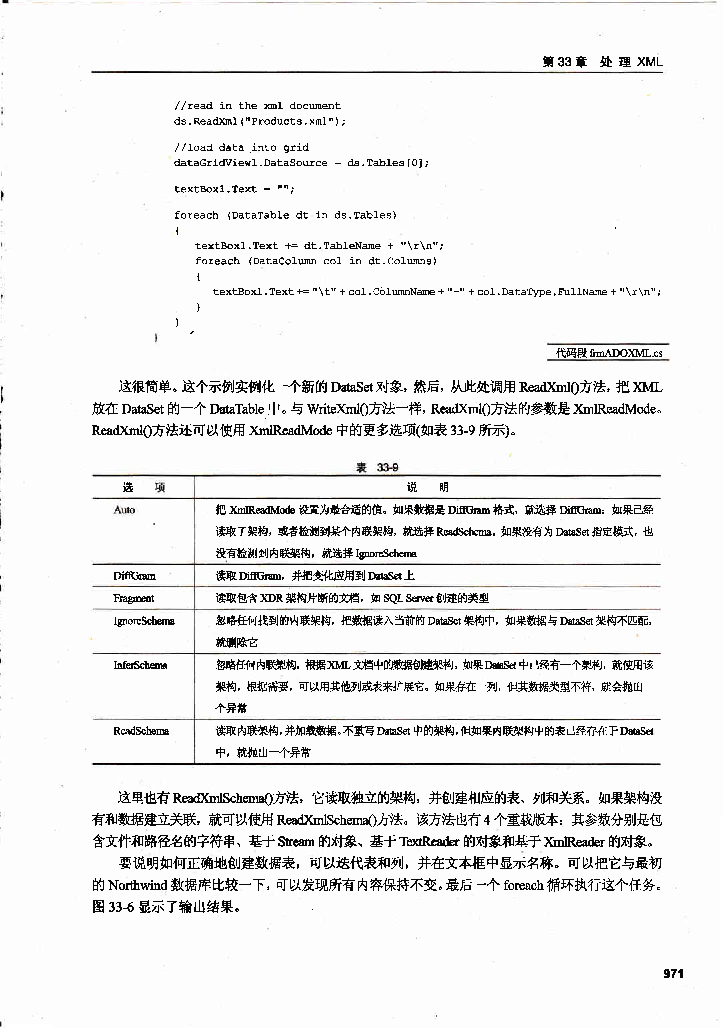 第33章 处 理 XML
//read in the xml document
ds.ReadXml("Products.xml");
//load data into grid
dataGridView1.DataSource = ds.Tables[0];
textBox1.Text = "";
foreach (DataTable dt in ds.Tables)
{
textBox1.Text += dt.TableName + "\r\n";
foreach (DataColumn col in dt.Columns)
{
textBox1.Text += "\t" + col.ColumnName + "-" + col.DataType.FullName + "\r\n";
}
}
}
代码段 frmADOXML.cs
这很简单。这个示例实例化一个新的 DataSet 对象，然后，从此处调用 ReadXml()方法，把 XML
放在 DataSet 的一个 DataTable 中。与 WriteXml()方法一样，ReadXml()方法的参数是 XmlReadMode。
ReadXml()方法还可以使用 XmlReadMode 中的更多选项(如表 33-9 所示)。
表 33-9
选 项 说 明
Auto 把 XmlReadMode 设置为最合适的值。如果数据是 DiffGram 格式，就选择 DiffGram；如果已经
读取了架构，或者检测到某个内联架构，就选择 ReadSchema。如果没有为 DataSet 指定模式，也
没有检测到内联架构，就选择 IgnoreSchema
DiffGram 读取 DiffGram，并把变化应用到 DataSet 上
Fragment 读取包含 XDR 架构片断的文档，如 SQL Server 创建的类型
IgnoreSchema 忽略任何找到的内联架构，把数据读入当前的 DataSet 架构中，如果数据与 DataSet 架构不匹配，
就删除它
InferSchema 忽略任何内联架构，根据 XML 文档中的数据创建架构，如果 DataSet 中已经有一个架构，就使用该
架构，根据需要，可以用其他列或表来扩展它。如果存在一列，但其数据类型不符，就会抛出一
个异常
ReadSchema 读取内联架构，并加载数据。不重写 DataSet 中的架构，但如果内联架构中的表已经存在于 DataSet
中，就抛出一个异常
这里也有 ReadXmlSchema()方法，它读取独立的架构，并创建相应的表、列和关系。如果架构没
有和数据建立关联，就可以使用 ReadXmlSchema()方法。该方法也有 4 个重载版本：其参数分别是包
含文件和路径名的字符串、基于 Stream 的对象、基于 TextReader 的对象和基于 XmlReader 的对象。
要说明如何正确地创建数据表，可以迭代表和列，并在文本框中显示名称。可以把它与最初
的 Northwind 数据库比较一下，可以发现所有内容保持不变。最后一个 foreach 循环执行这个任务。
图 33-6 显示了输出结果。
971